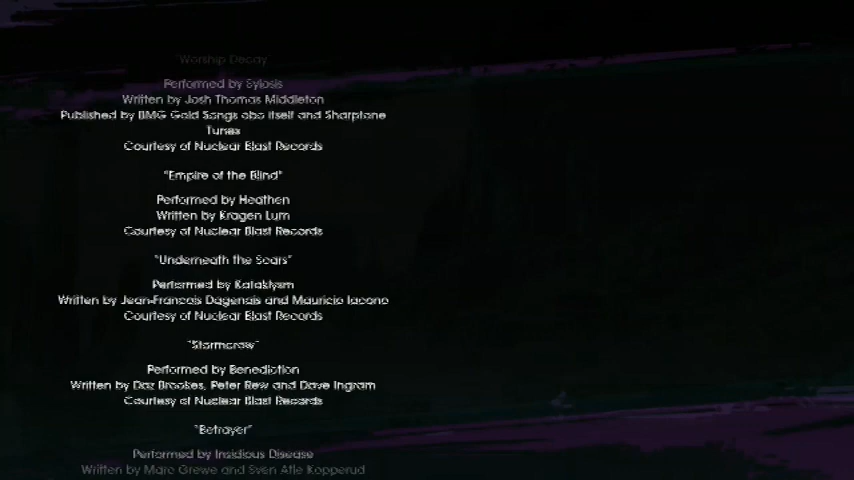 "Worship Decay"
Performed by Sylosis
Written by Josh Thomas Middleton
Published by BMG Gold Songs obo Itself and Sharptone
Tunes
Courtesy of Nuclear Blast Records
"Empire of the Blind"
Performed by Heathen
Written by Kragen Lum
Courtesy of Nuclear Blast Records
"Underneath the Scars"
Performed by Kataklysm
Written by Jean-Francois Dagenais and Mauricio Iacono
Courtesy of Nuclear Blast Records
"Stormcrow"
Performed by Benediction
Written by Daz Brookes, Peter Rew and Dave Ingram
Courtesy of Nuclear Blast Records
"Betrayer"
Performed by Insidious Disease
Written by Marc Grewe and Sven Atle Kopperud